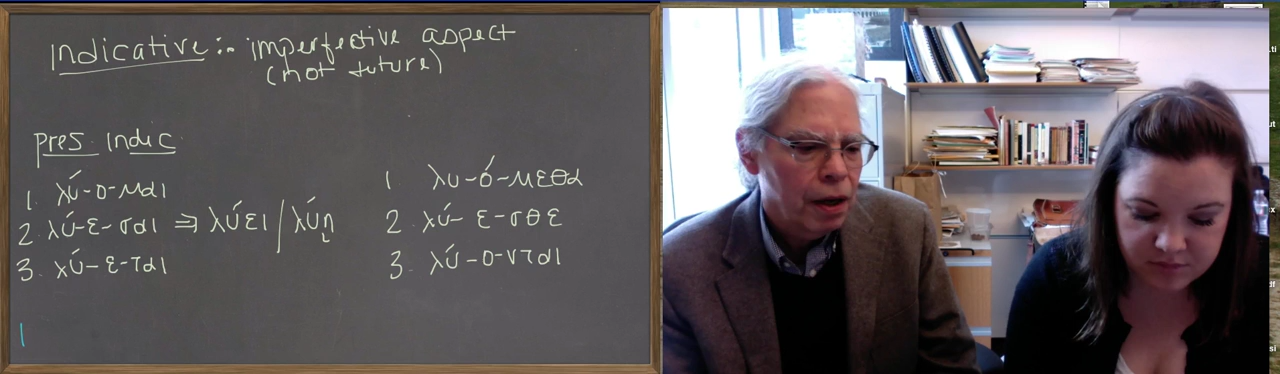 Indicative:- imperfective aspect
(not future)
Pres. Indic
1. λύ-ο-μαι
2. λύ-ε-σαι ⇒ λύει / λύῃ
3. λύ-ε-ται
1 λυ-ό-μεθα
2. λύ-ε-σθε
3. λύ-ο-νται
1